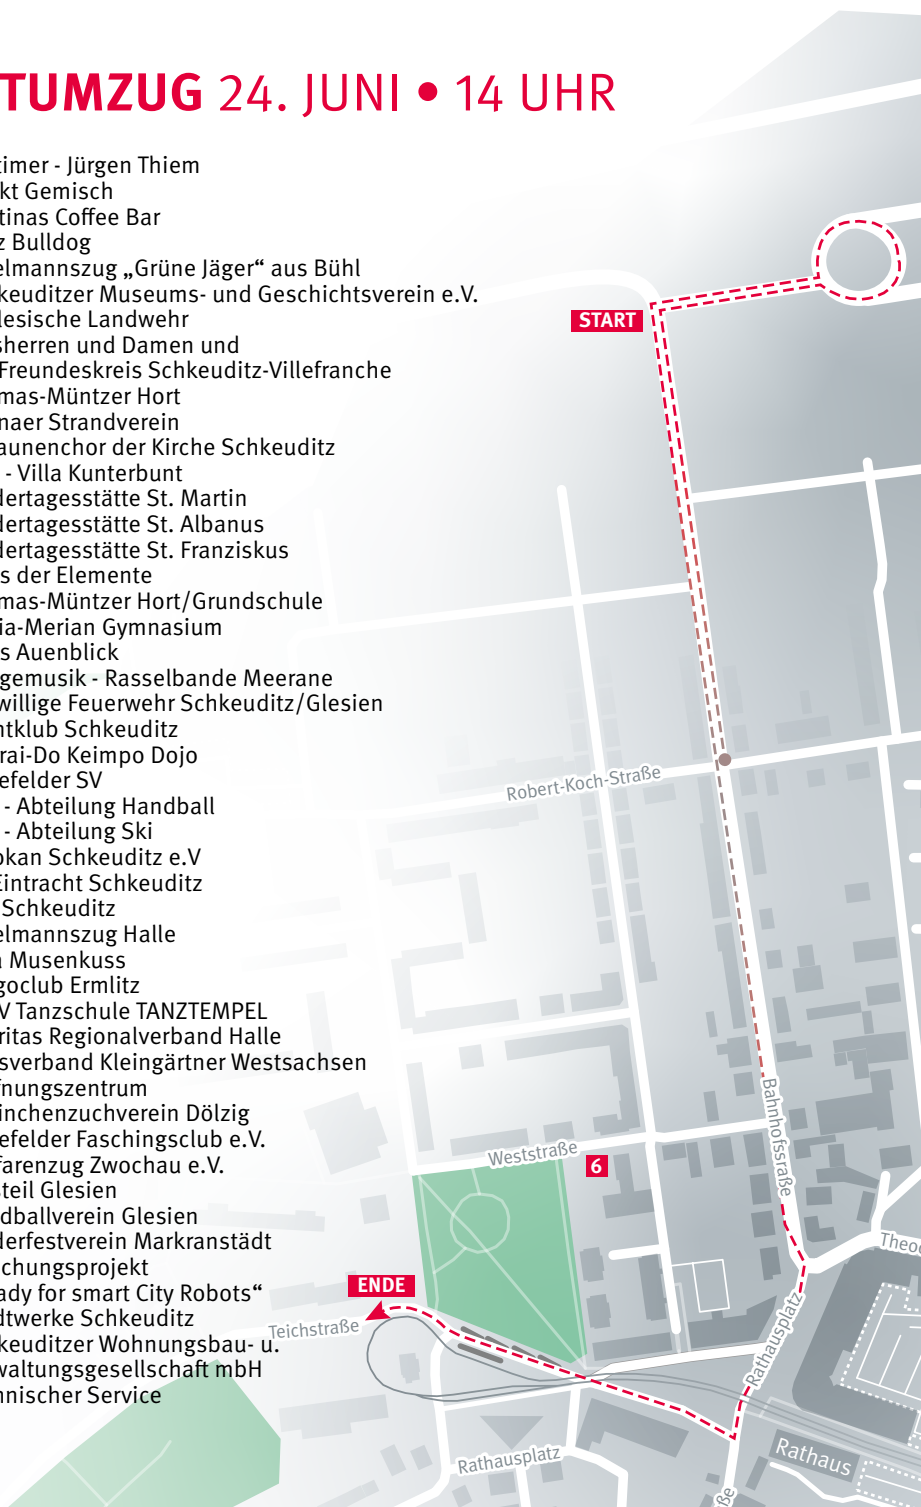 TUMZUG 24. JUNI • 14 UHR
timer - Jürgen Thiem
kt Gemisch
tinas Coffee Bar
z Bulldog
elmannszug „Grüne Jäger“ aus Bühl
keuditzer Museums- und Geschichtsverein e.V.
lesische Landwehr
sherren und Damen und
Freundeskreis Schkeuditz-Villefranche
mas-Müntzer Hort
naer Strandverein
aunenchor der Kirche Schkeuditz
- Villa Kunterbunt
dertagesstätte St. Martin
dertagesstätte St. Albanus
dertagesstätte St. Franziskus
s der Elemente
mas-Müntzer Hort/Grundschule
ia-Merian Gymnasium
s Auenblick
gemusik - Rasselbande Meerane
willige Feuerwehr Schkeuditz/Glesien
ntklub Schkeuditz
rai-Do Keimpo Dojo
efelder SV
- Abteilung Handball
- Abteilung Ski
okan Schkeuditz e.V
Eintracht Schkeuditz
Schkeuditz
elmannszug Halle
a Musenkuss
goclub Ermlitz
V Tanzschule TANZTEMPEL
ritas Regionalverband Halle
sverband Kleingärtner Westsachsen
fnungszentrum
inchenzuchtverein Dölzig
efelder Faschingsclub e.V.
farenzug Zwochau e.V.
steil Glesien
dballverein Glesien
derfestverein Markranstädt
chungsprojekt
ady for smart City Robots“
dtwerke Schkeuditz
keuditzer Wohnungsbau- u.
waltungsgesellschaft mbH
hnischer Service
START
Robert-Koch-Straße
Bahnhofssraße
Weststraße
6
Theod
ENDE
Teichstraße
Rathausplatz
Rathausplatz
Rathaus
ße